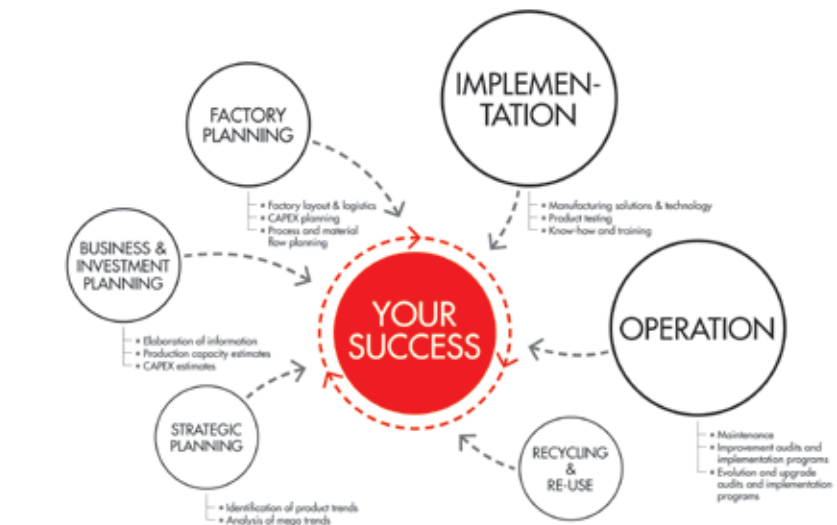 IMPLEMEN-
TATION
FACTORY
PLANNING
Factory layout & logistics
CAPEX planning
Process and material
flow planning
Manufacturing solutions & technology
Product testing
Know-how and training
BUSINESS &
INVESTMENT
PLANNING
Elaboration of information
Production capacity estimates
CAPEX estimates
YOUR
SUCCESS
OPERATION
Maintenance
Improvement audits and
implementation programs
Evolution and upgrade
audits and implementation
programs
STRATEGIC
PLANNING
Identification of product trends
Analysis of mega trends
RECYCLING
&
RE-USE